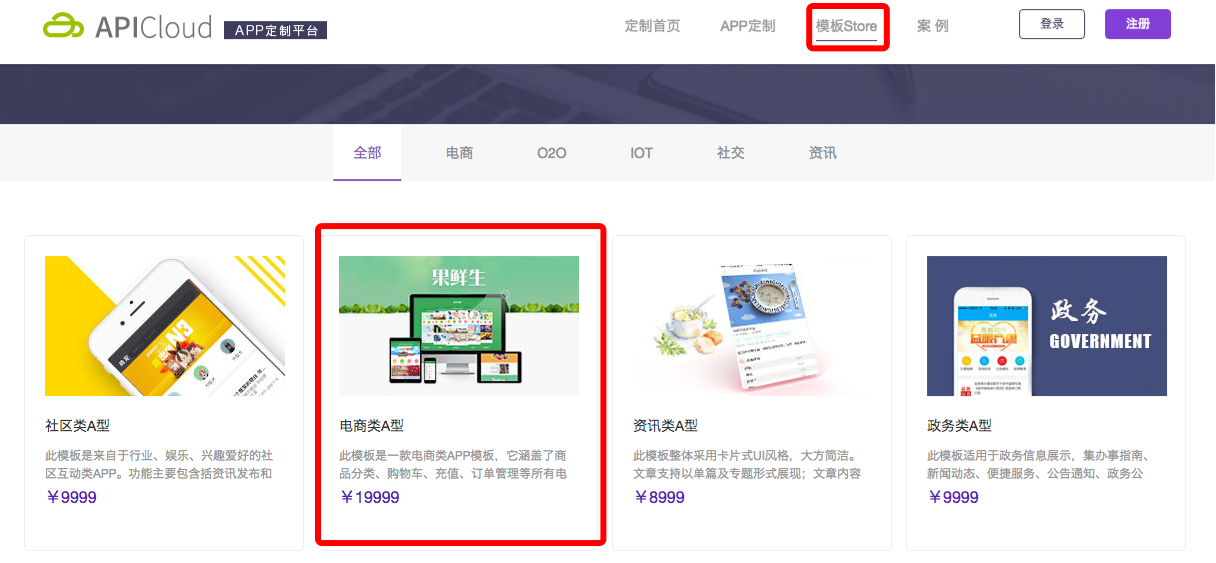 APICloud APP定制平台
定制首页 APP定制 模板Store 案 例 登录 注册
全部 电商 O2O IOT 社交 资讯
果鲜生
政务
GOVERNMENT
社区类A型
此模板是来自于行业、娱乐、兴趣爱好的社
区互动类APP。功能主要包含资讯发布和
￥9999
电商类A型
此模板是一款电商类APP模板，它涵盖了商
品分类、购物车、充值、订单管理等所有电
￥19999
资讯类A型
此模板整体采用卡片式UI风格，大方简洁。
文章支持以单篇及专题形式展现；文章内容
￥8999
政务类A型
此模板适用于政务信息展示，集办事指南、
新闻动态、便捷服务、公告通知、政务公
￥9999